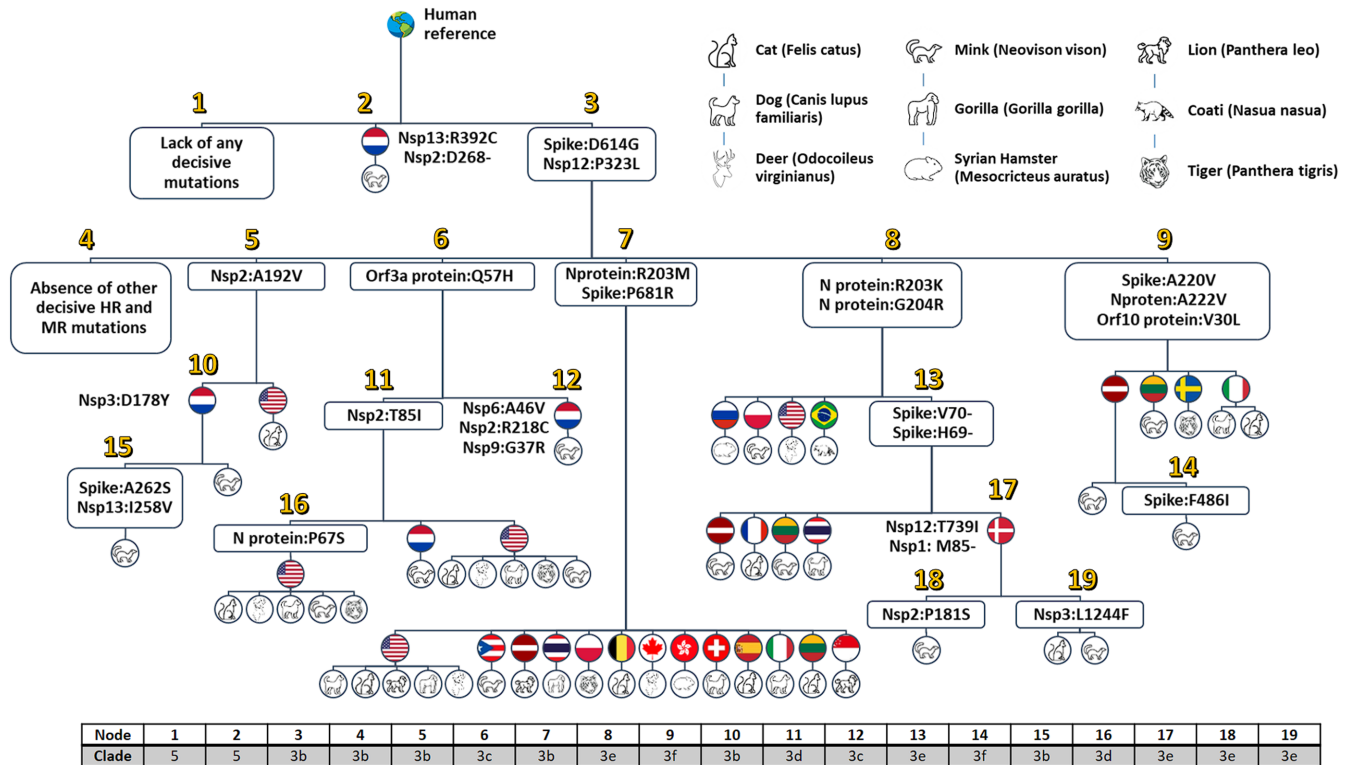 Human
reference
Cat (Felis catus)
Mink (Neovison vison)
Lion (Panthera leo)
Dog (Canis lupus
familiaris)
Gorilla (Gorilla gorilla)
Coati (Nasua nasua)
Deer (Odocoileus
virginianus)
Syrian Hamster
(Mesocricteus auratus)
Tiger (Panthera tigris)
1
2
3
Lack of any
decisive
mutations
Nsp13:R392C
Nsp2:D268-
Spike:D614G
Nsp12:P323L
4
5
6
7
8
9
Absence of other
decisive HR and
MR mutations
Nsp2:A192V
Orf3a protein:Q57H
Nprotein:R203M
Spike:P681R
N protein:R203K
N protein:G204R
Spike:A220V
Nproten:A222V
Orf10 protein:V30L
10
11
12
13
Nsp3:D178Y
Nsp2:T85I
Nsp6:A46V
Nsp2:R218C
Nsp9:G37R
Spike:V70-
Spike:H69-
15
14
Spike:A262S
Nsp13:I258V
Spike:F486I
16
17
N protein:P67S
Nsp12:T739I
Nsp1: M85-
18
19
Nsp2:P181S
Nsp3:L1244F
Node 1 2 3 4 5 6 7 8 9 10 11 12 13 14 15 16 17 18 19
Clade 5 5 3b 3b 3b 3c 3b 3e 3f 3b 3d 3c 3e 3f 3b 3d 3e 3e 3e